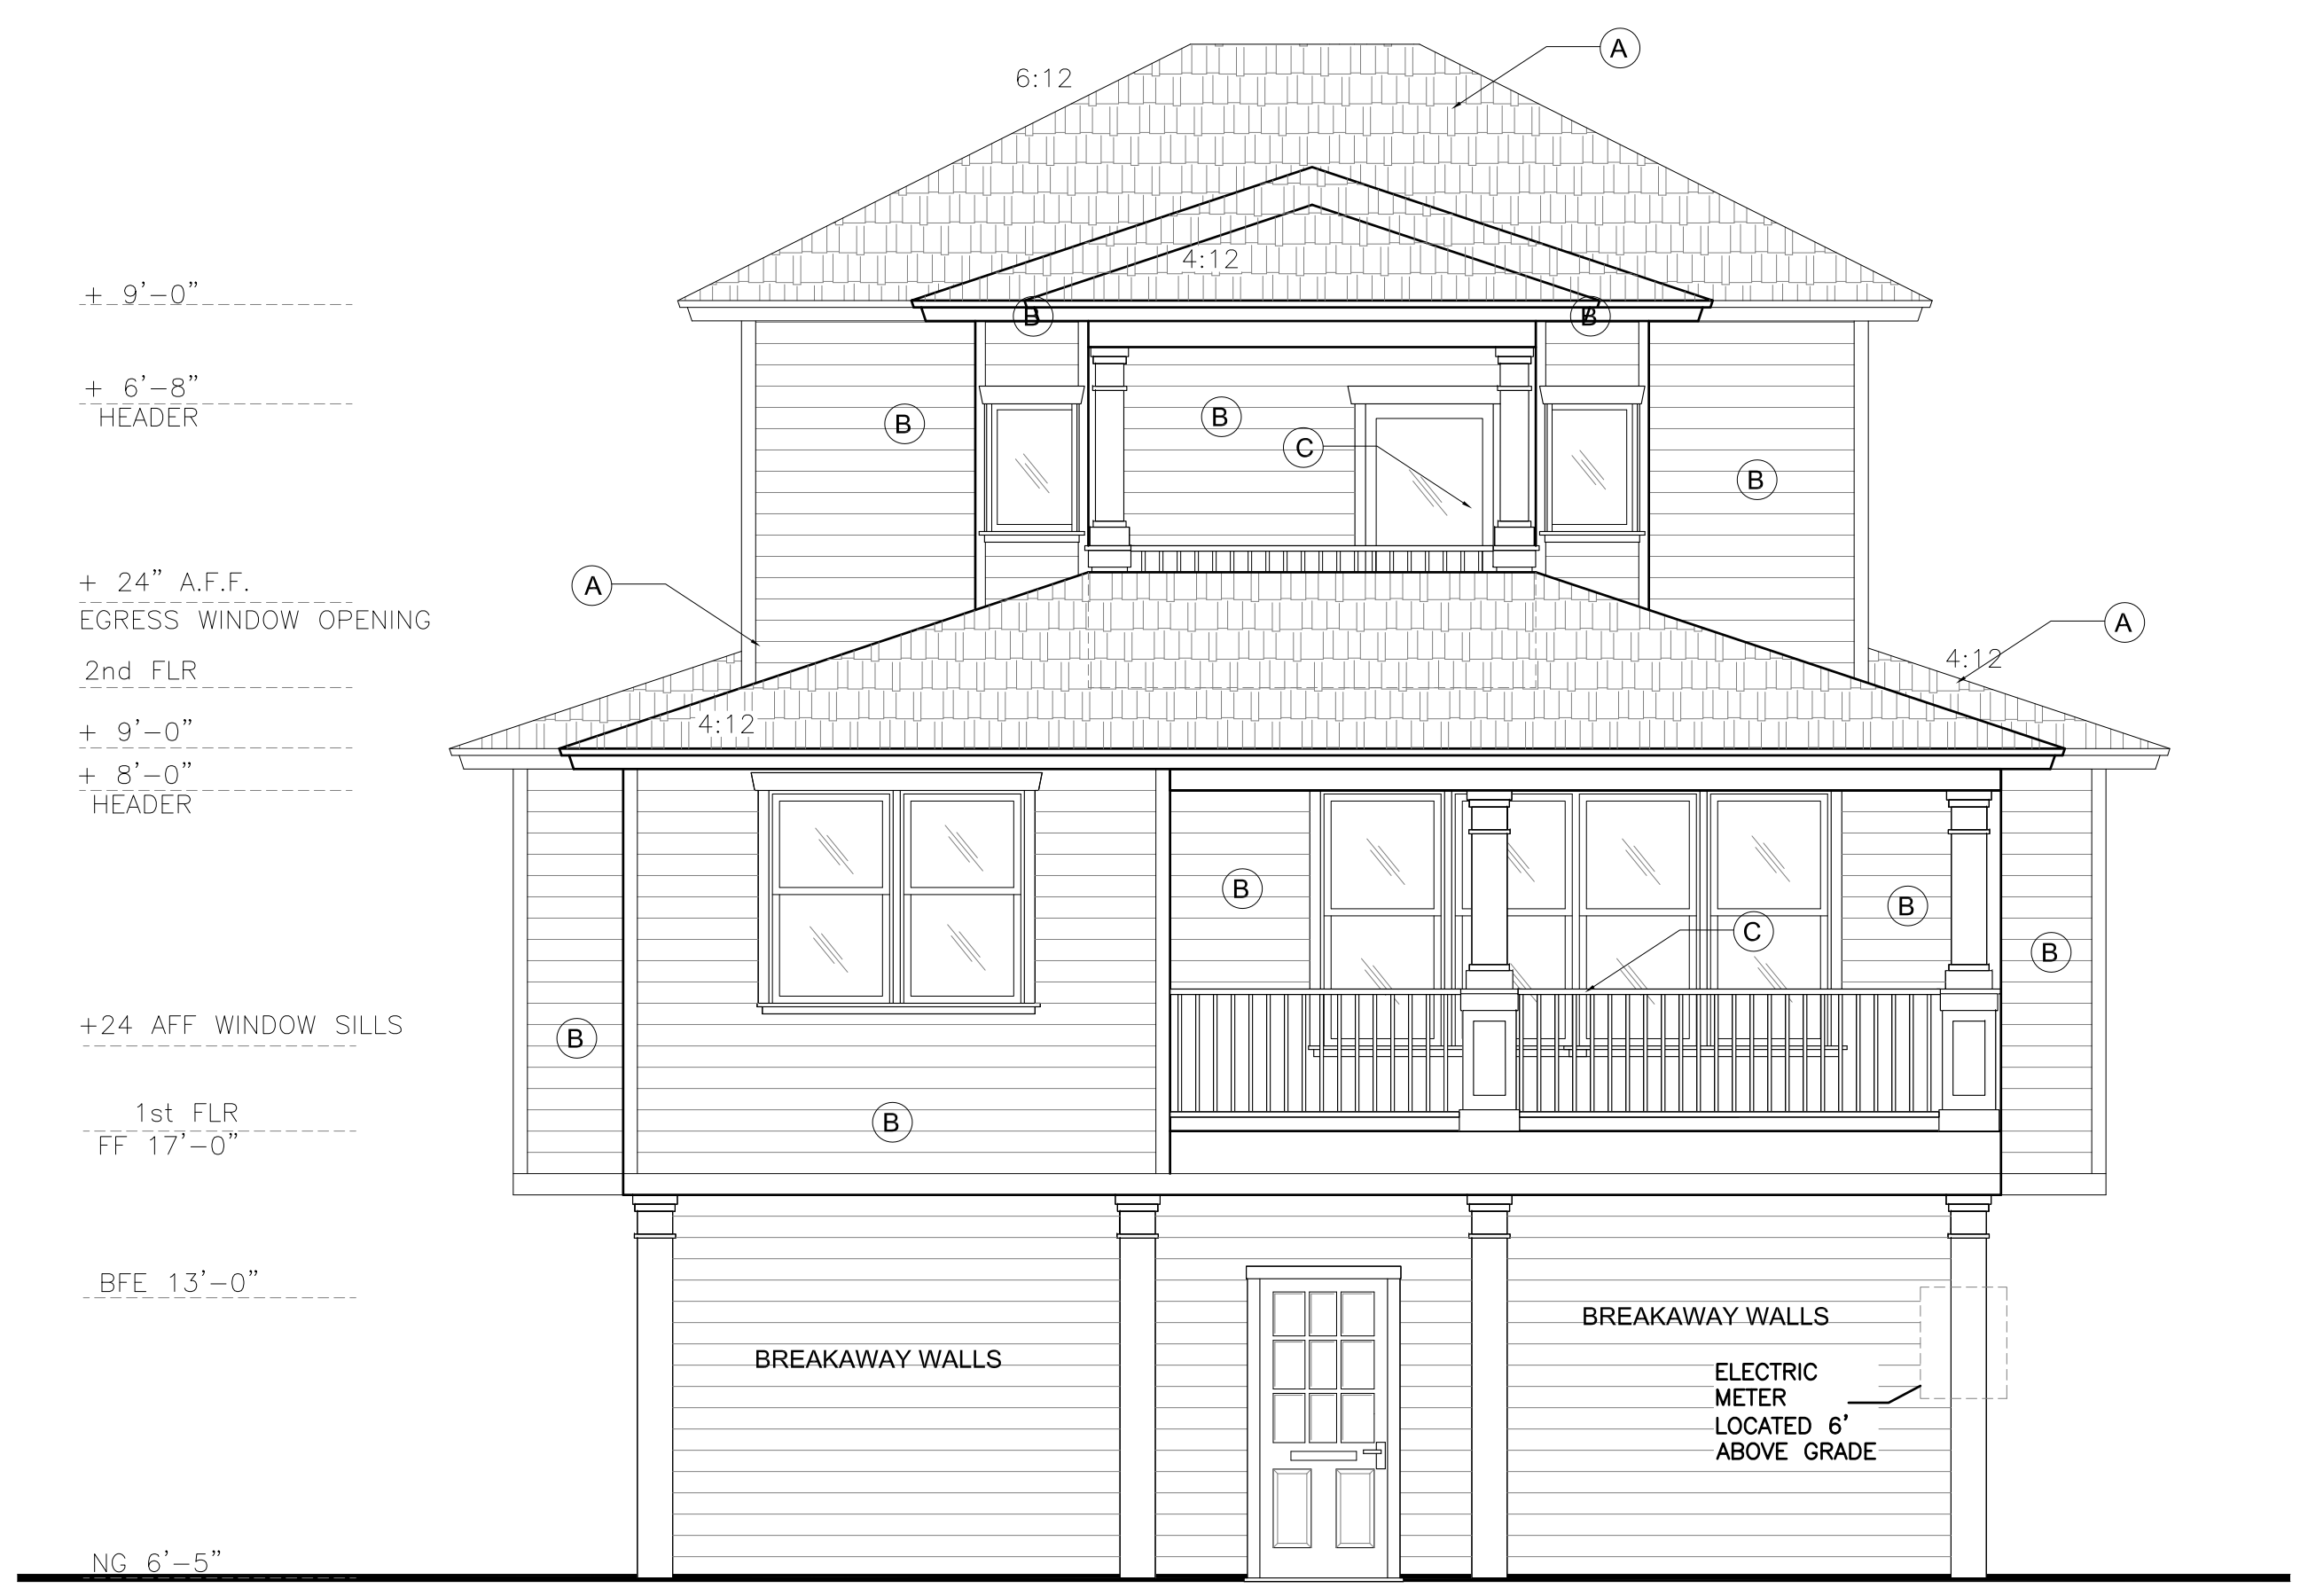 A
6:12
4:12
+ 9'-0"
B
B
+ 6'-8"
HEADER
B
B
C
B
+ 24" A.F.F.
EGRESS WINDOW OPENING
A
A
2nd FLR
4:12
+ 9'-0"
4:12
+ 8'-0"
HEADER
B
B
C
B
+24 AFF WINDOW SILLS
B
1st FLR
FF 17'-0"
B
BFE 13'-0"
BREAKAWAY WALLS
BREAKAWAY WALLS
ELECTRIC
METER
LOCATED 6'
ABOVE GRADE
NG 6'-5"